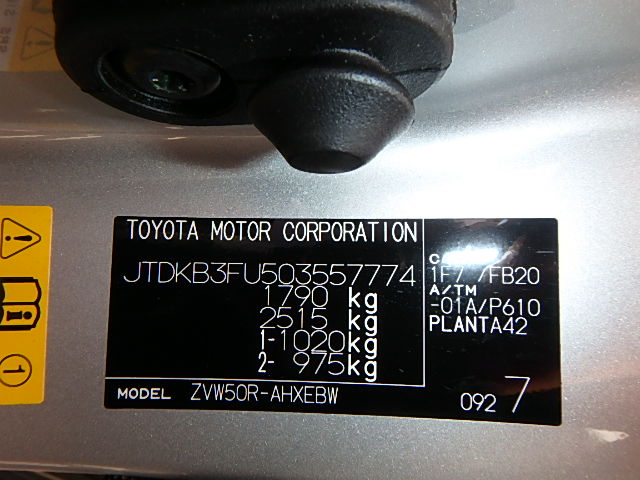 TOYOTA MOTOR CORPORATION
JTDKB3FU503557774
1790 kg
2515 kg
1-1020kg
2- 975kg
MODEL ZVW50R-AHXEBW
/FB20
A/TM
-01A/P610
PLANTA42
092 7
1